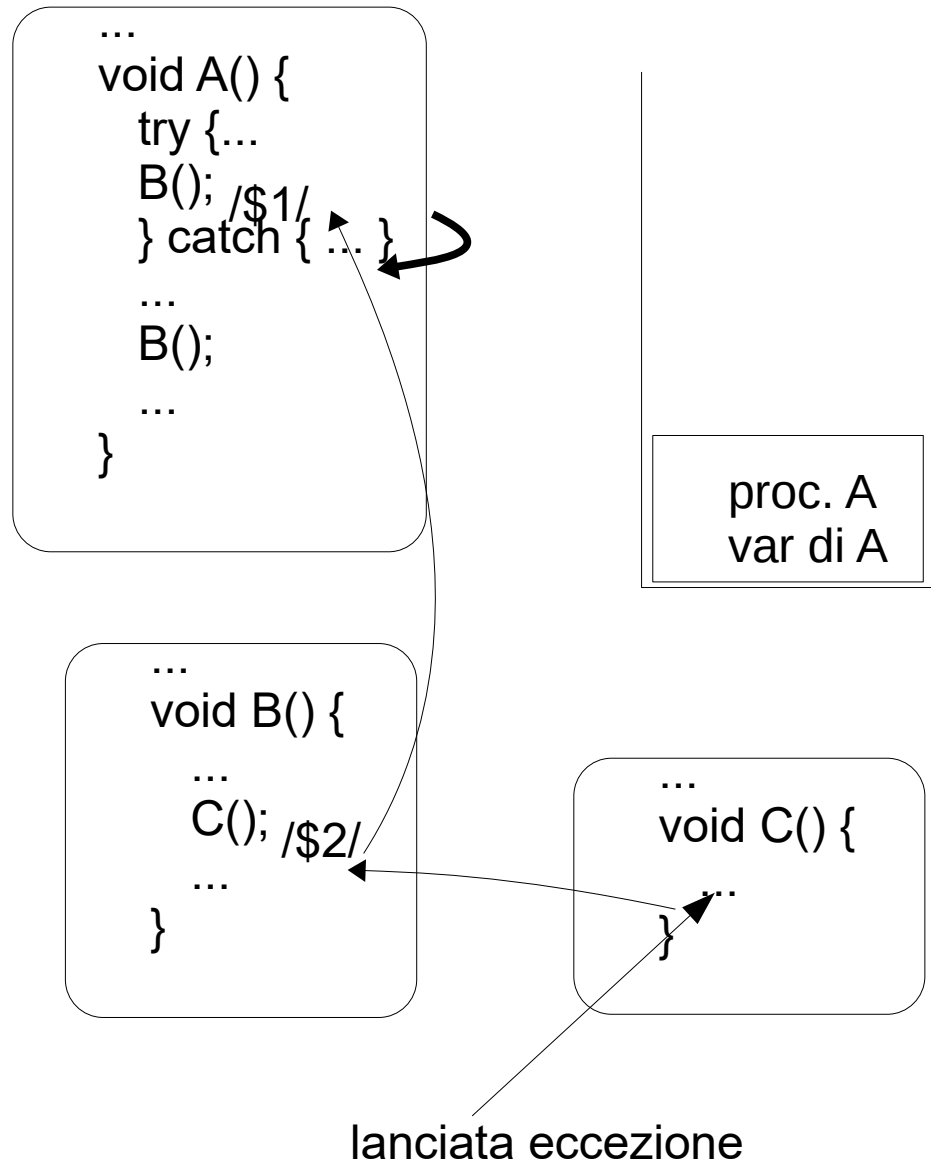 ...
void A() {
try {...
B(); /$1/
} catch { ... }
...
B();
...
}
proc. A
var di A
...
void B() {
...
C(); /$2/
...
}
...
void C() {
...
}
lanciata eccezione